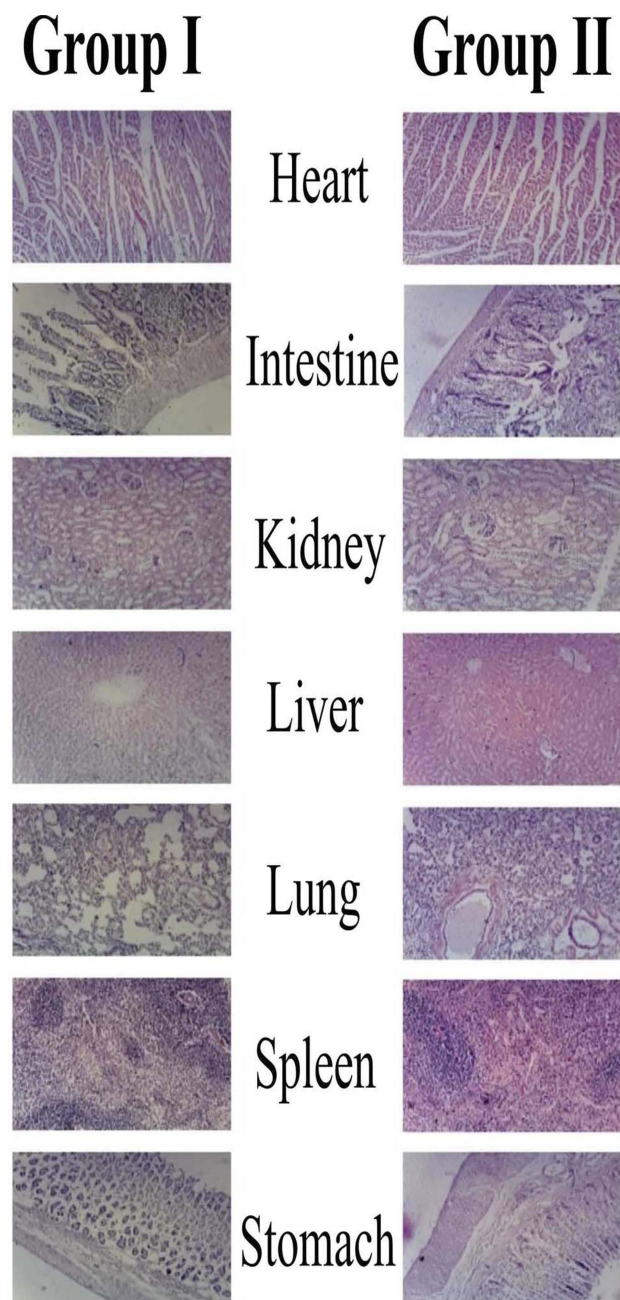 Group I
Group II
Heart
Intestine
Kidney
Liver
Lung
Spleen
Stomach